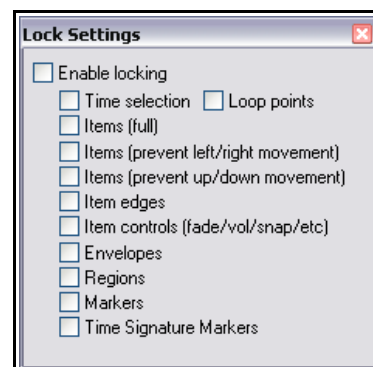 Lock Settings
Enable locking
Time selection Loop points
Items (full)
Items (prevent left/right movement)
Items (prevent up/down movement)
Item edges
Item controls (fade/vol/snap/etc)
Envelopes
Regions
Markers
Time Signature Markers